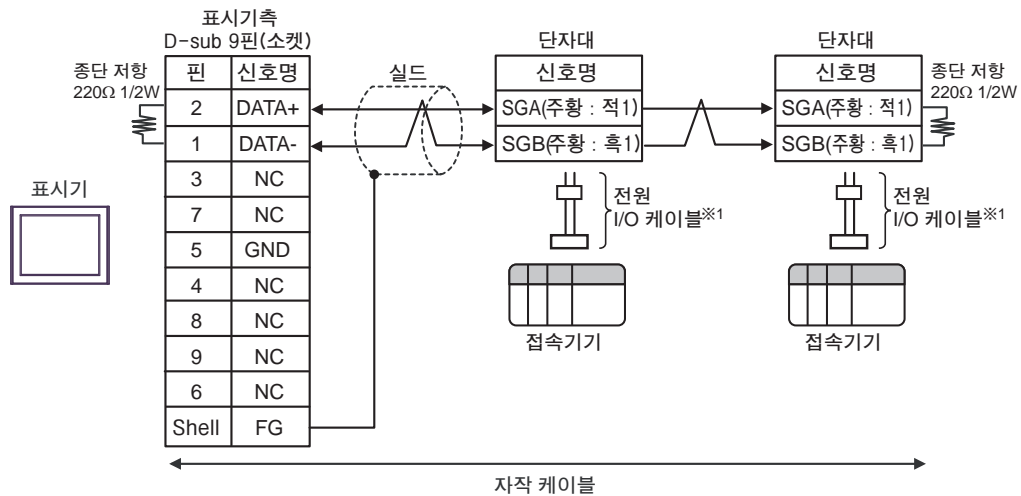 표시기측
D-sub 9핀(소켓)
종단 저항
220Ω 1/2W
핀 신호명
2 DATA+
1 DATA-
3 NC
7 NC
5 GND
4 NC
8 NC
9 NC
6 NC
Shell FG
표시기
실드
단자대
신호명
SGA(주황 : 적1)
SGB(주황 : 흑1)
전원
I/O 케이블※1
접속기기
단자대
신호명
SGA(주황 : 적1)
SGB(주황 : 흑1)
종단 저항
220Ω 1/2W
전원
I/O 케이블※1
접속기기
자작 케이블